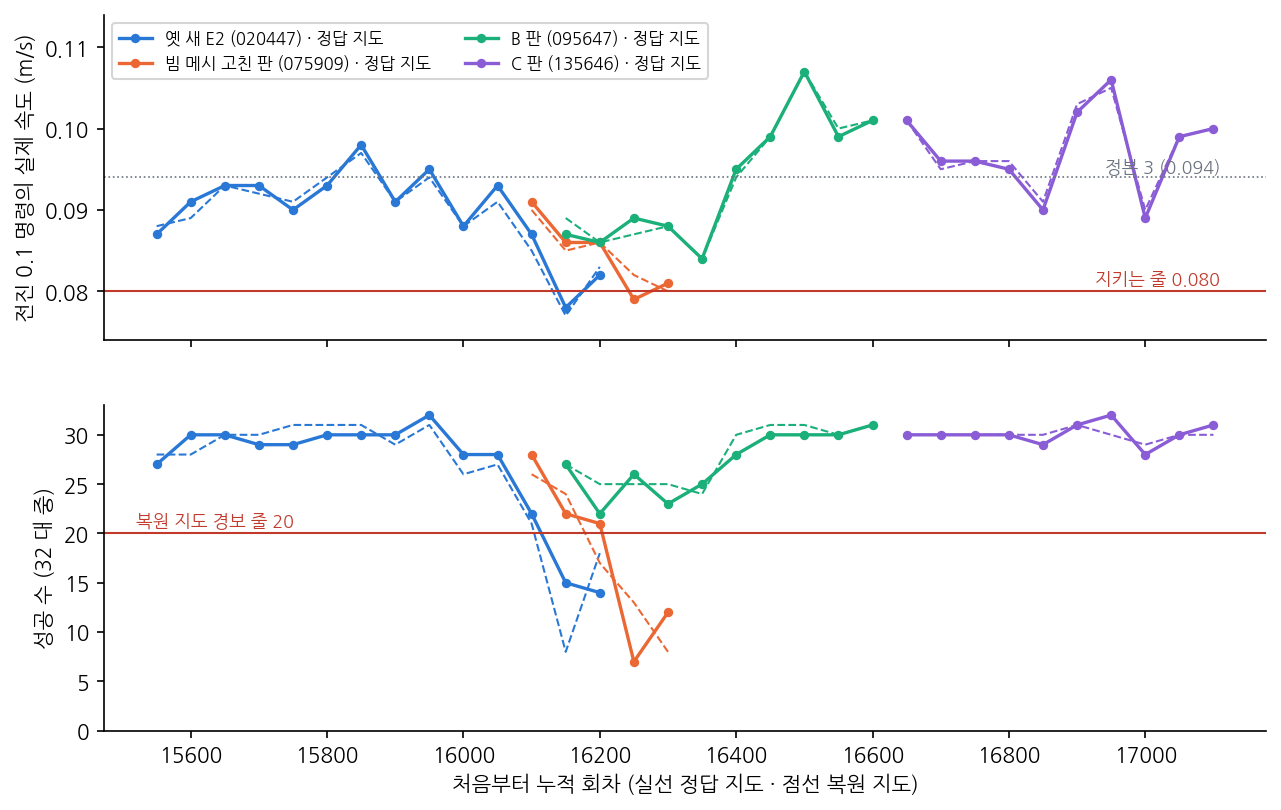 전진 0.1 명령의 실제 속도 (m/s)
0.11
0.10
0.09
0.08
옛 새 E2 (020447) · 정답 지도
빔 메시 고친 판 (075909) · 정답 지도
B 판 (095647) · 정답 지도
C 판 (135646) · 정답 지도
정본 3 (0.094)
지키는 줄 0.080
성공 수 (32 대 중)
30
25
20
15
10
5
0
복원 지도 경보 줄 20
15600
15800
16000
16200
16400
16600
16800
17000
처음부터 누적 회차 (실선 정답 지도 · 점선 복원 지도)